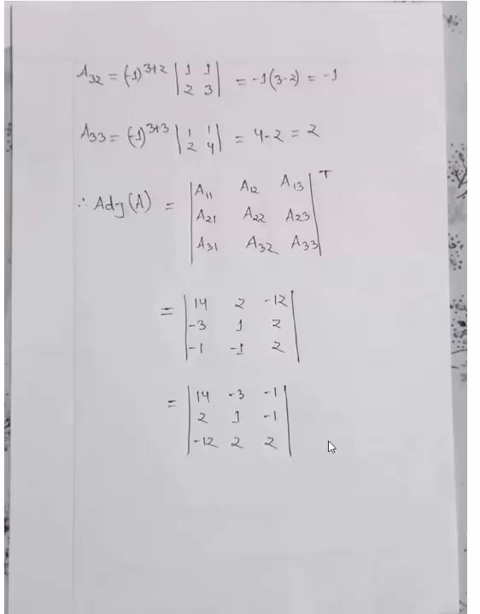 A₃₂ = (-1)³⁺² | 1 1 | = -1(3-2) = -1
| 2 3 |
A₃₃ = (-1)³⁺³ | 1 1 | = 4-2 = 2
| 2 4 |
∴ Adj(A) = | A₁₁ A₁₂ A₁₃ | ᵀ
| A₂₁ A₂₂ A₂₃ |
| A₃₁ A₃₂ A₃₃ |
= | 14 2 -12 |
| -3 1 2 |
| -1 -1 2 |
= | 14 -3 -1 |
| 2 1 -1 |
| -12 2 2 |